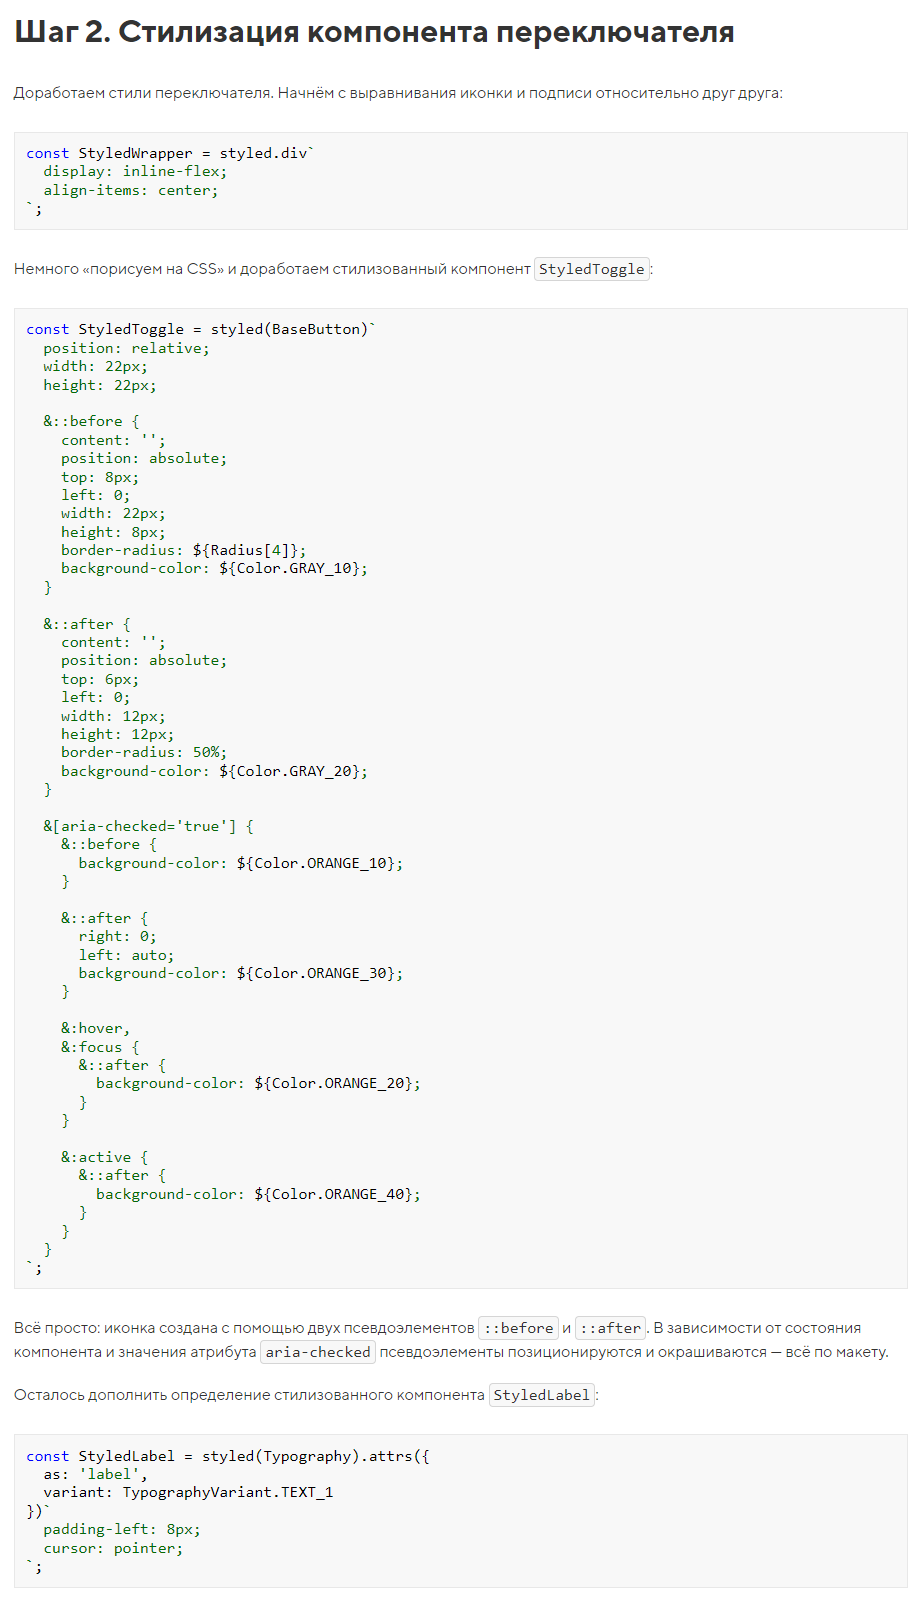 Шаг 2. Стилизация компонента переключателя
Доработаем стили переключателя. Начнём с выравнивания иконки и подписи относительно друг друга:
const StyledWrapper = styled.div`
  display: inline-flex;
  align-items: center;
`;
Немного «порисуем на CSS» и доработаем стилизованный компонент StyledToggle:
const StyledToggle = styled(BaseButton)`
  position: relative;
  width: 22px;
  height: 22px;

  &::before {
    content: '';
    position: absolute;
    top: 8px;
    left: 0;
    width: 22px;
    height: 8px;
    border-radius: ${Radius[4]};
    background-color: ${Color.GRAY_10};
  }

  &::after {
    content: '';
    position: absolute;
    top: 6px;
    left: 0;
    width: 12px;
    height: 12px;
    border-radius: 50%;
    background-color: ${Color.GRAY_20};
  }

  &[aria-checked='true'] {
    &::before {
      background-color: ${Color.ORANGE_10};
    }

    &::after {
      right: 0;
      left: auto;
      background-color: ${Color.ORANGE_30};
    }

    &:hover,
    &:focus {
      &::after {
        background-color: ${Color.ORANGE_20};
      }
    }

    &:active {
      &::after {
        background-color: ${Color.ORANGE_40};
      }
    }
  }
`;
Всё просто: иконка создана с помощью двух псевдоэлементов ::before и ::after. В зависимости от состояния
компонента и значения атрибута aria-checked псевдоэлементы позиционируются и окрашиваются — всё по макету.
Осталось дополнить определение стилизованного компонента StyledLabel:
const StyledLabel = styled(Typography).attrs({
  as: 'label',
  variant: TypographyVariant.TEXT_1
})`
  padding-left: 8px;
  cursor: pointer;
`;